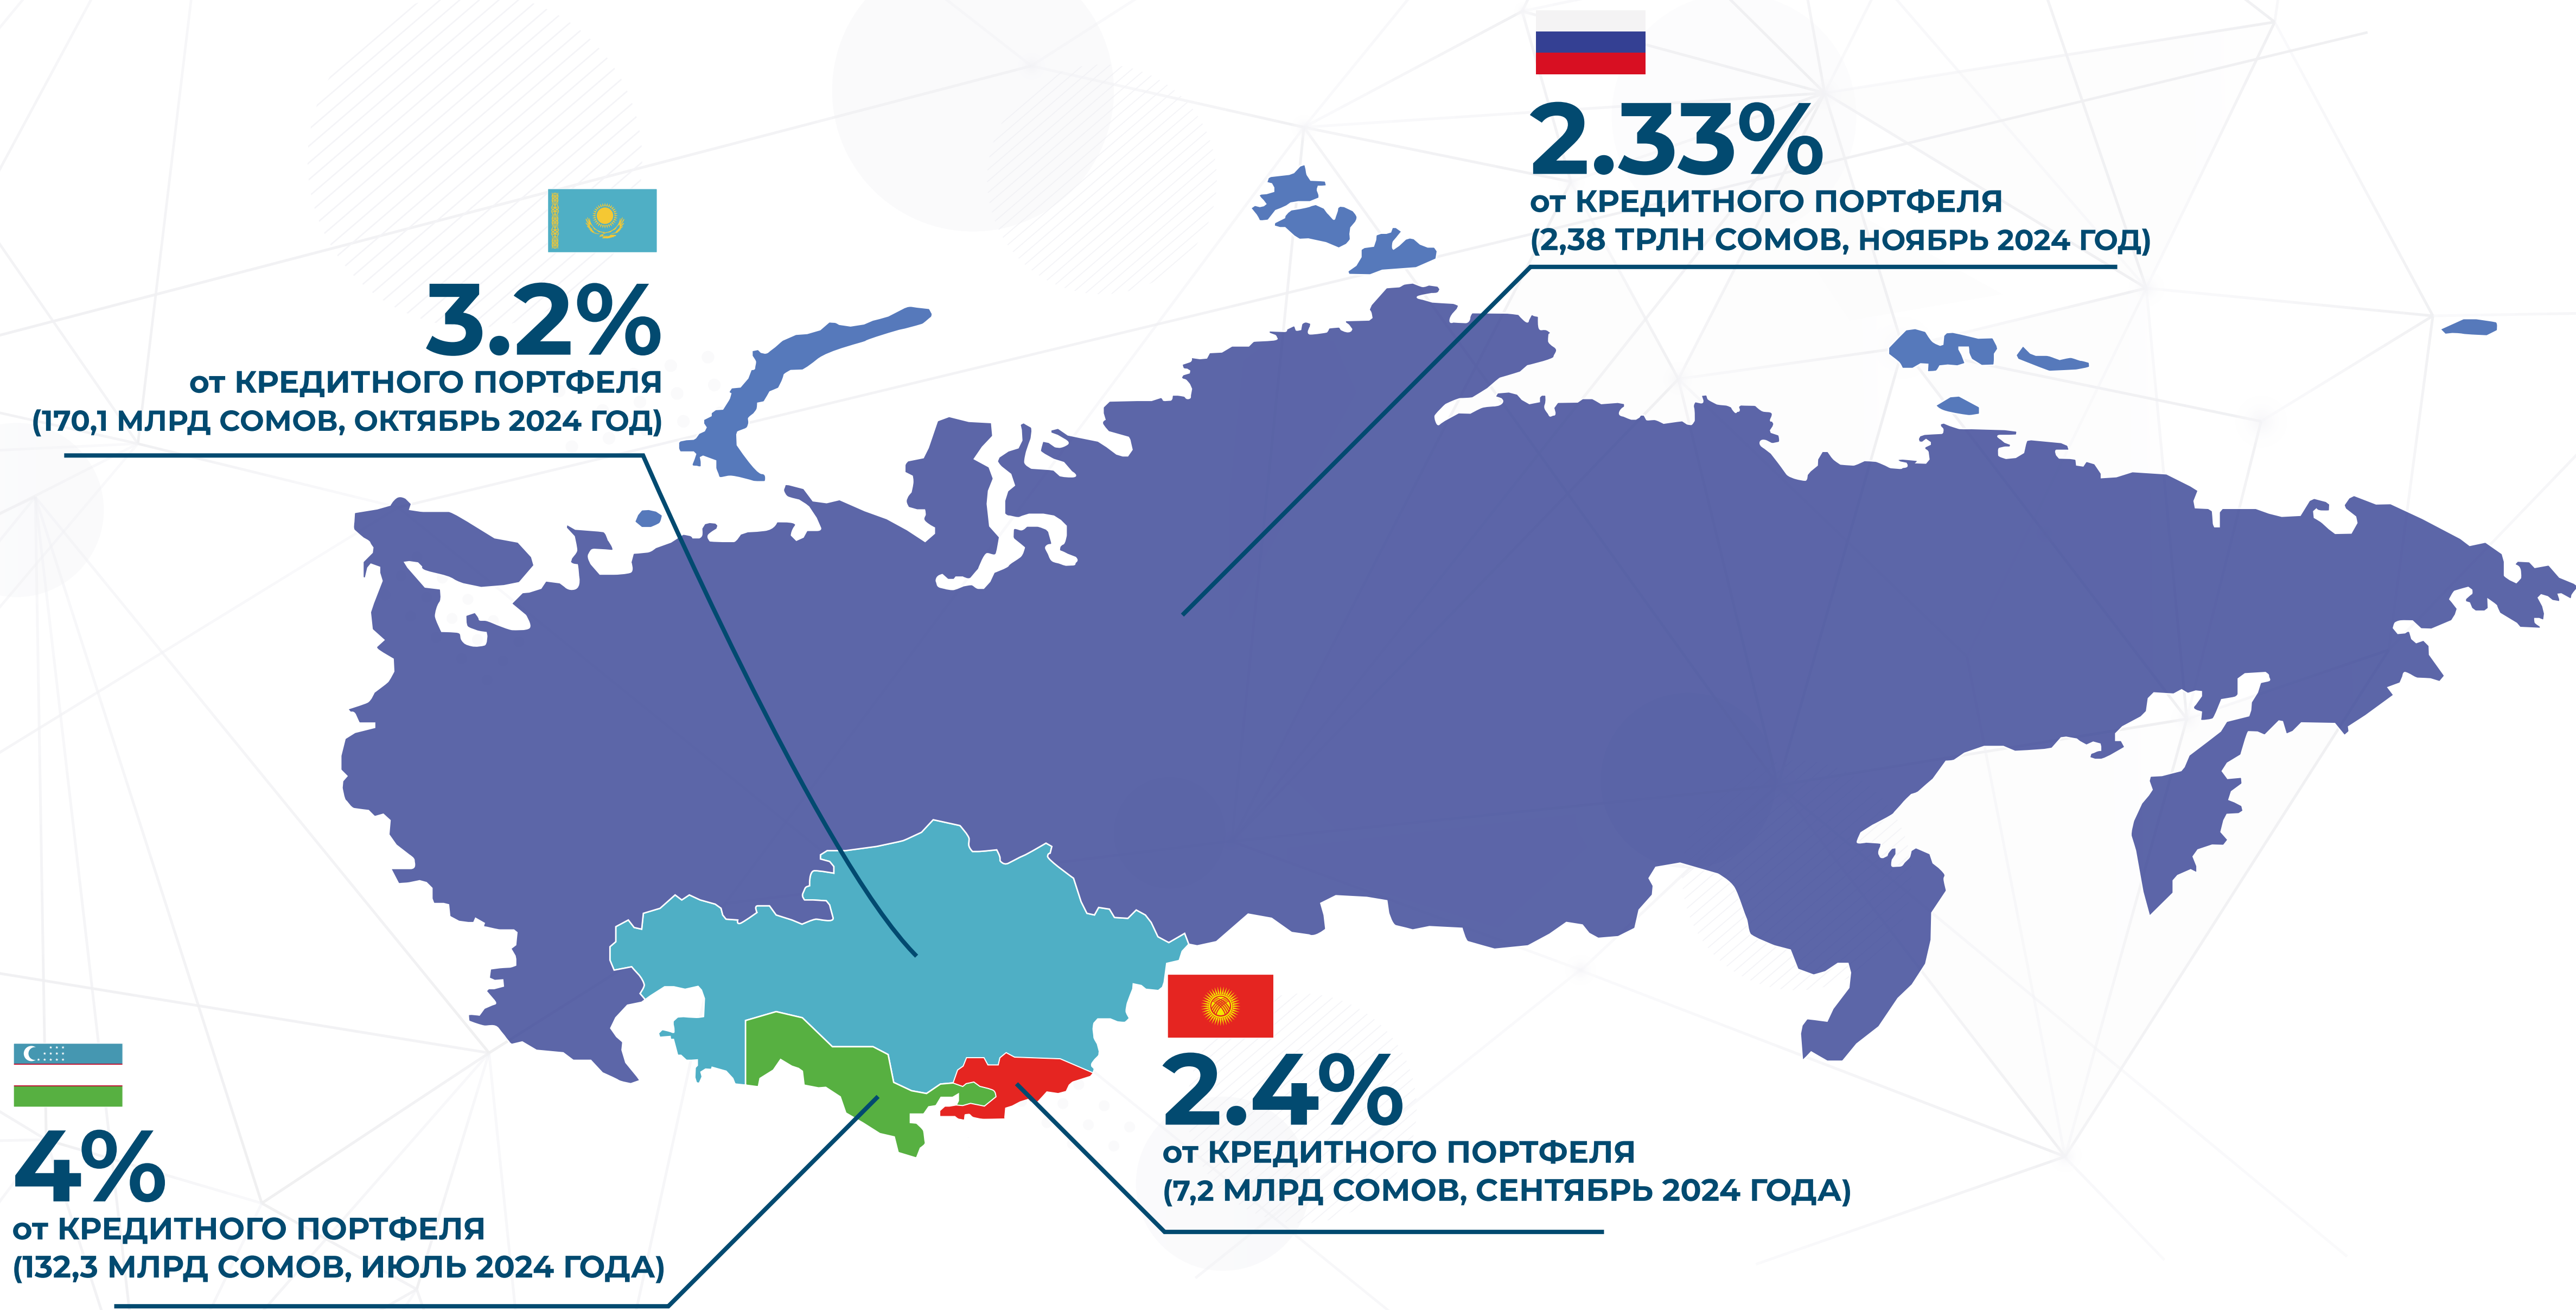 2.33%
от КРЕДИТНОГО ПОРТФЕЛЯ
(2,38 ТРЛН СОМОВ, НОЯБРЬ 2024 ГОД)
3.2%
от КРЕДИТНОГО ПОРТФЕЛЯ
(170,1 МЛРД СОМОВ, ОКТЯБРЬ 2024 ГОД)
2.4%
от КРЕДИТНОГО ПОРТФЕЛЯ
(7,2 МЛРД СОМОВ, СЕНТЯБРЬ 2024 ГОДА)
4%
от КРЕДИТНОГО ПОРТФЕЛЯ
(132,3 МЛРД СОМОВ, ИЮЛЬ 2024 ГОДА)